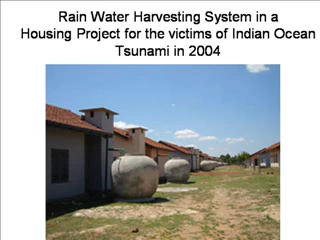 Rain Water Harvesting System in a
Housing Project for the victims of Indian Ocean
Tsunami in 2004